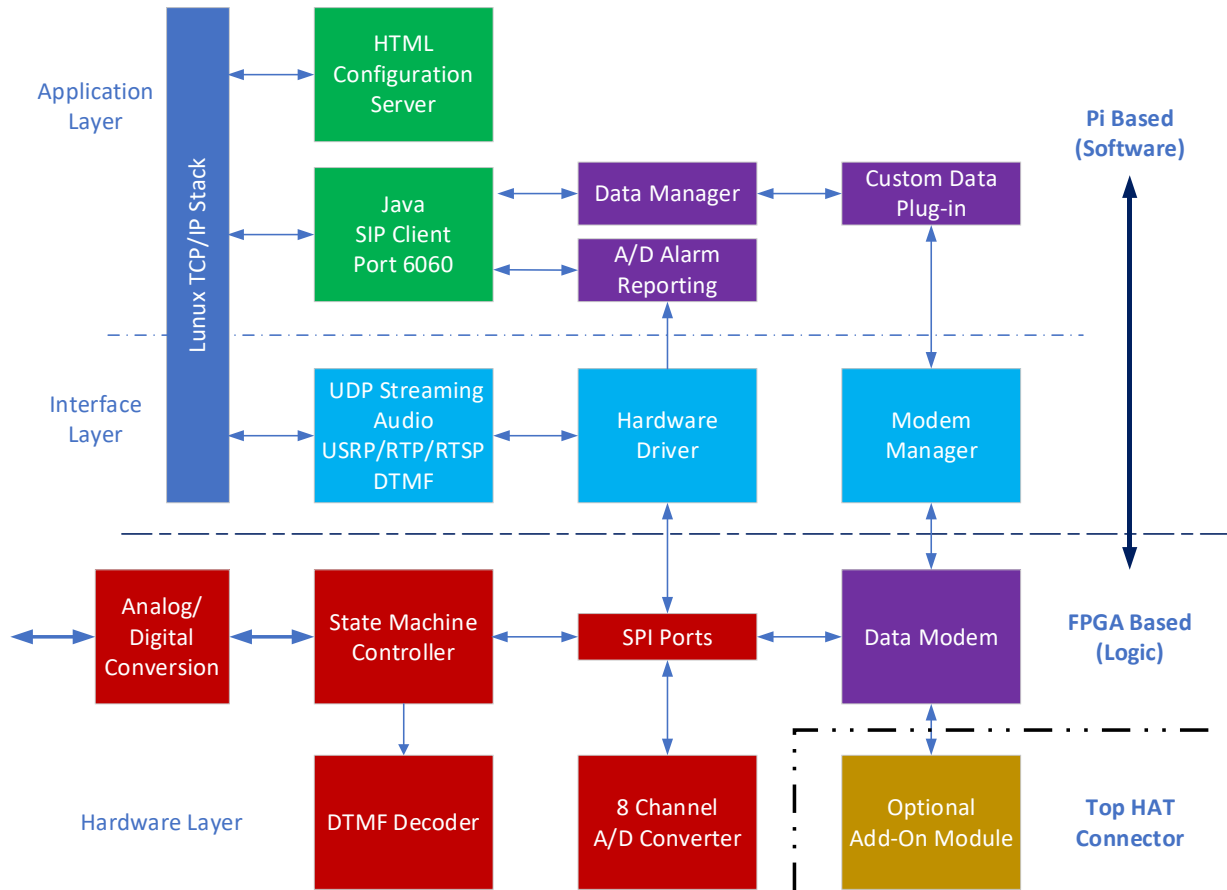 HTML
Configuration
Server
Application
Layer
Pi Based
(Software)
Lunux TCP/IP Stack
Java
SIP Client
Port 6060
Data Manager
Custom Data
Plug-in
A/D Alarm
Reporting
Interface
Layer
UDP Streaming
Audio
USRP/RTP/RTSP
DTMF
Hardware
Driver
Modem
Manager
Analog/
Digital
Conversion
State Machine
Controller
SPI Ports
Data Modem
FPGA Based
(Logic)
Hardware Layer
DTMF Decoder
8 Channel
A/D Converter
Optional
Add-On Module
Top HAT
Connector